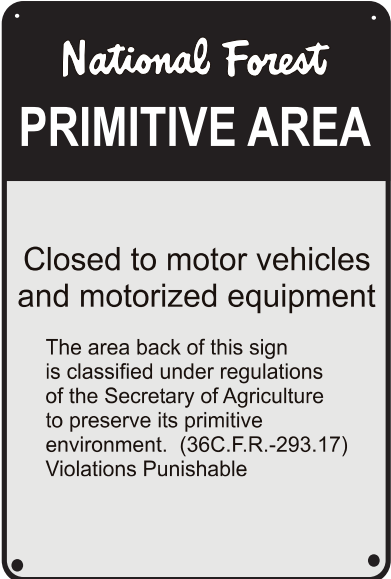 National Forest
PRIMITIVE AREA
Closed to motor vehicles
and motorized equipment
The area back of this sign
is classified under regulations
of the Secretary of Agriculture
to preserve its primitive
environment. (36C.F.R.-293.17)
Violations Punishable